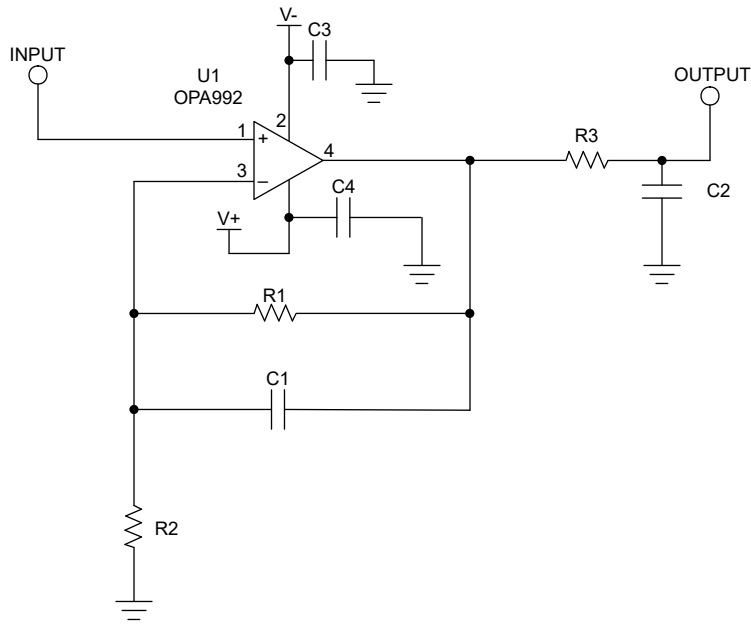 V-
C3
INPUT
U1
OPA992
OUTPUT
2
1
+
4
R3
3
–
C4
C2
V+
R1
C1
R2